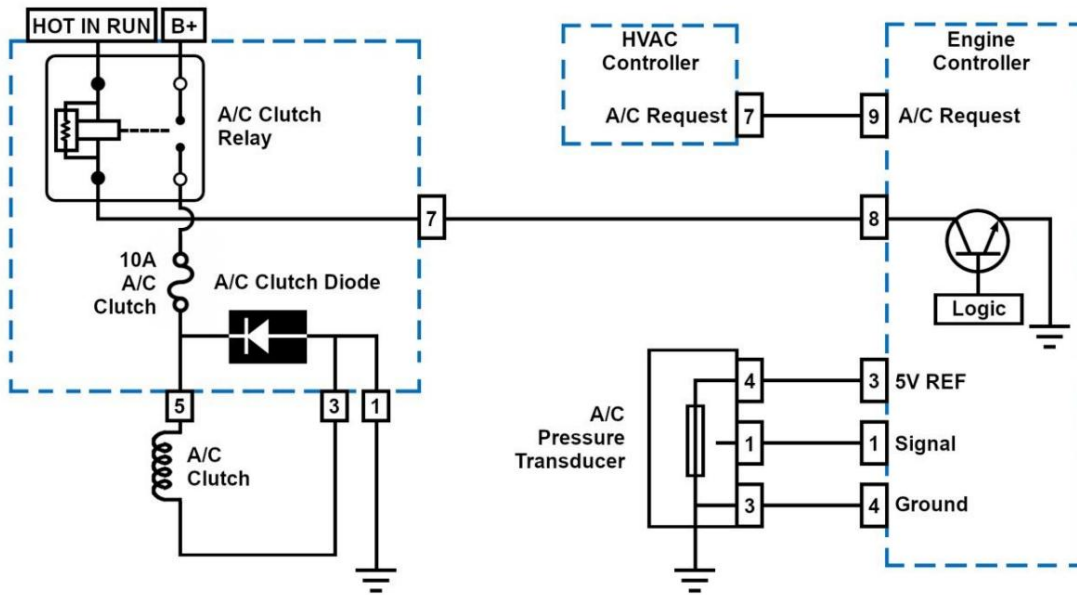 HOT IN RUN
B+
A/C Clutch
Relay
10A
A/C
Clutch
A/C Clutch Diode
7
5
3
1
A/C
Clutch
HVAC
Controller
A/C Request
7
Engine
Controller
9
A/C Request
8
Logic
A/C
Pressure
Transducer
4
3
5V REF
1
1
Signal
3
4
Ground